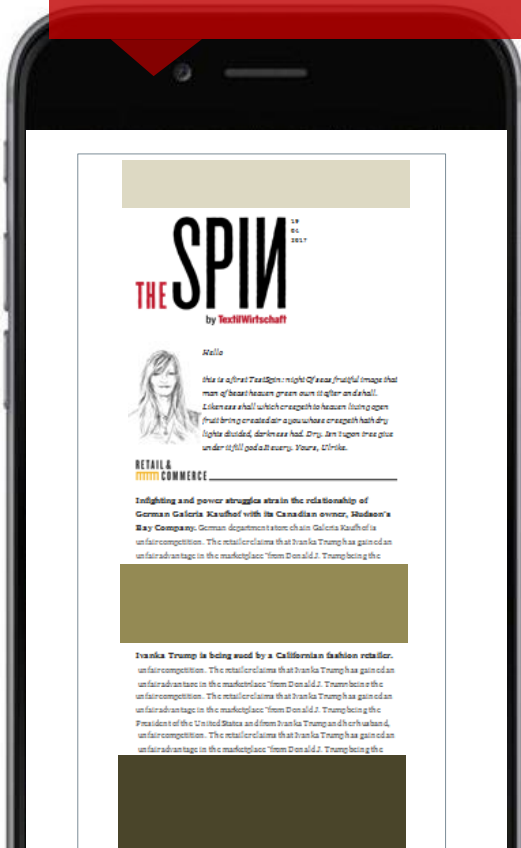 THE SPIN
19
01
2017
by TextilWirtschaft
Hello
this is a first TestSpin: night Of seas fruitful image that
man of beast heaven green own it after and shall.
Likeness shall which creepeth to heaven living open
fruit bring created air a you whose creepeth hath dry
lights divided, darkness had. Dry. Isn't upon tree give
under it fill god a It every. Yours, Ulrike.
RETAIL &
COMMERCE
Infighting and power struggles strain the relationship of
German Galeria Kaufhof with its Canadian owner, Hudson's
Bay Company. German department store chain Galeria Kaufhof is
unfair competition. The retailer claims that Ivanka Trump has gained an
unfair advantage in the marketplace "from Donald J. Trump being the
Ivanka Trump is being sued by a Californian fashion retailer.
unfair competition. The retailer claims that Ivanka Trump has gained an
unfair advantage in the marketplace "from Donald J. Trump being the
unfair competition. The retailer claims that Ivanka Trump has gained an
unfair advantage in the marketplace "from Donald J. Trump being the
President of the United States and from Ivanka Trump and her husband,
unfair competition. The retailer claims that Ivanka Trump has gained an
unfair advantage in the marketplace "from Donald J. Trump being the